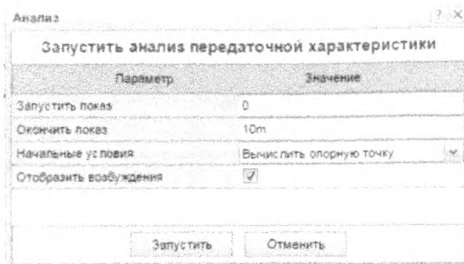 Анализ ? ×
Запустить анализ передаточной характеристики
Параметр Значение
Запустить показ 0
Окончить показ 10m
Начальные условия Вычислить опорную точку
Отобразить возбуждения
Запустить Отменить